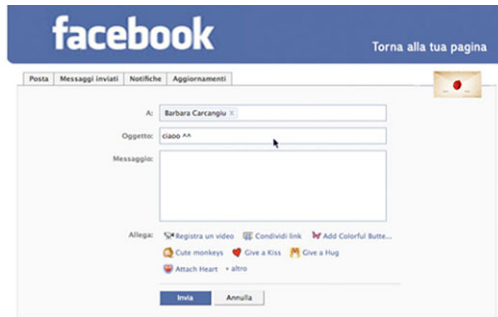 facebook
Torna alla tua pagina
Posta Messaggi inviati Notifiche Aggiornamenti
A: Barbara Carcangiu x
Oggetto: ciaoo ^^
Messaggio:
Allega: Registra un video Condividi link Add Colorful Butte...
Cute monkeys Give a Kiss Give a Hug
Attach Heart + altro
Invia Annulla